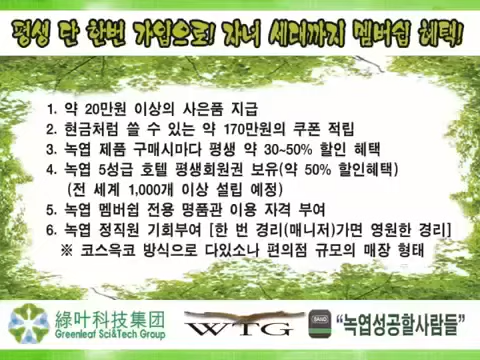 평생 단 한번 가입으로! 자녀 세대까지 멤버쉽 혜택!
1. 약 20만원 이상의 사은품 지급
2. 현금처럼 쓸 수 있는 약 170만원의 쿠폰 적립
3. 녹엽 제품 구매시마다 평생 약 30~50% 할인 혜택
4. 녹엽 5성급 호텔 평생회원권 보유(약 50% 할인혜택)
(전 세계 1,000개 이상 설립 예정)
5. 녹엽 멤버쉽 전용 명품관 이용 자격 부여
6. 녹엽 정직원 기회부여 [한 번 경리(매니저)가면 영원한 경리]
※ 코스육코 방식으로 다있소나 편의점 규모의 매장 형태
綠叶科技集团
Greenleaf Sci&Tech Group
WTG
BAND
“녹엽성공할사람들”